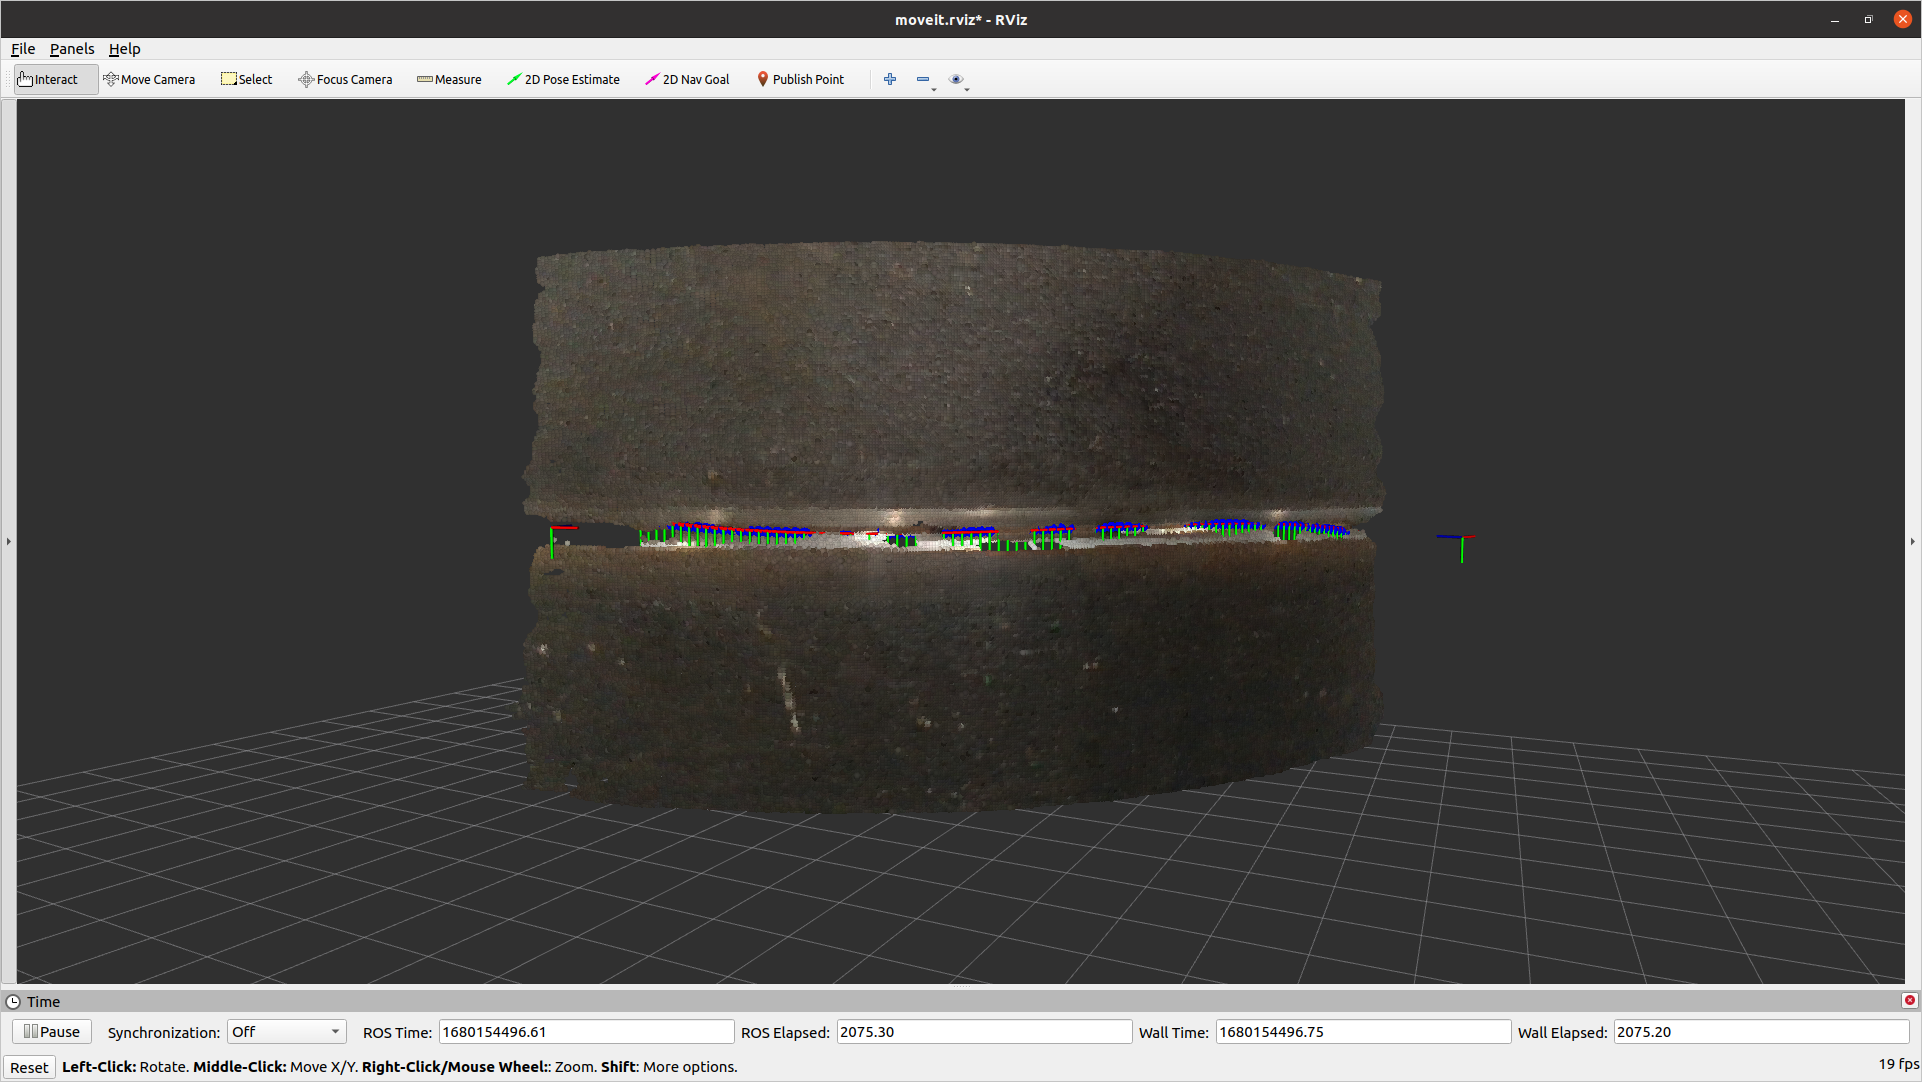 moveit.rviz* - RViz
File Panels Help
Interact Move Camera Select Focus Camera Measure 2D Pose Estimate 2D Nav Goal Publish Point
Time
Pause Synchronization: Off ROS Time: 1680154496.61 ROS Elapsed: 2075.30 Wall Time: 1680154496.75 Wall Elapsed: 2075.20
Reset Left-Click: Rotate. Middle-Click: Move X/Y. Right-Click/Mouse Wheel:: Zoom. Shift: More options. 19 fps